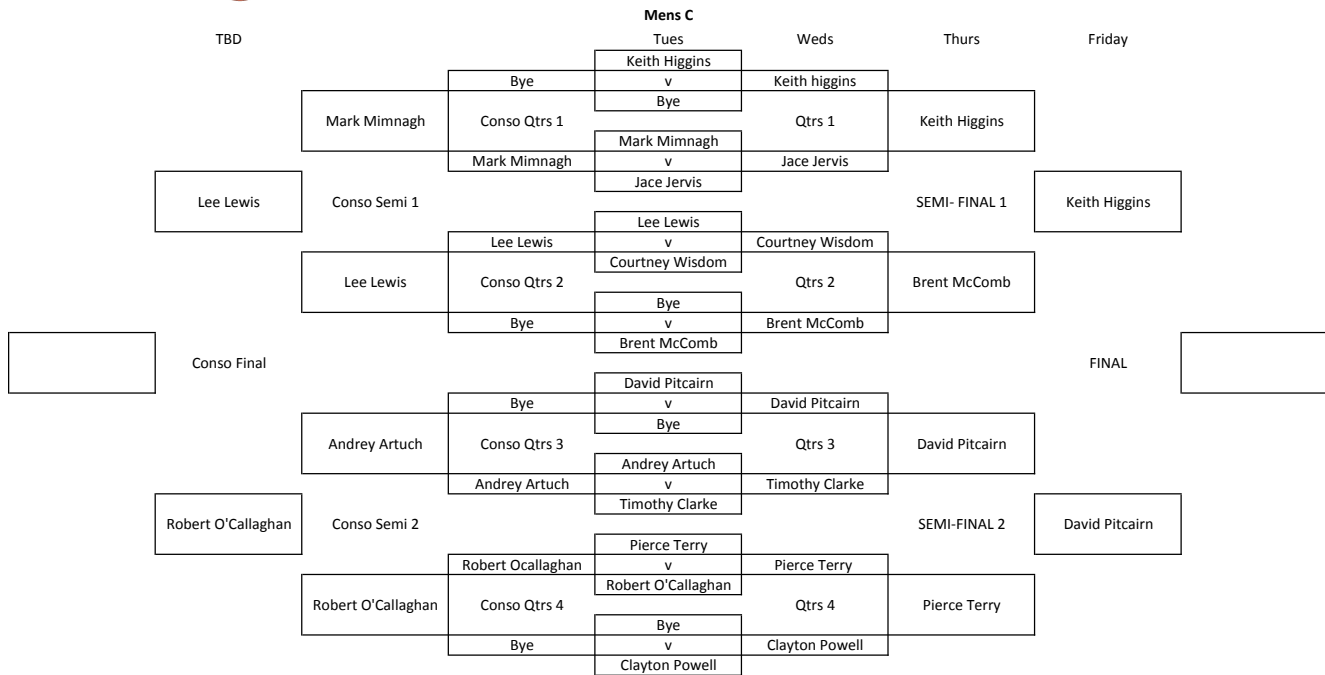 Mens C
TBD Tues Weds Thurs Friday
Keith Higgins
Bye v Keith higgins
Bye
Mark Mimnagh Conso Qtrs 1 Qtrs 1 Keith Higgins
Mark Mimnagh
Mark Mimnagh v Jace Jervis
Jace Jervis
Lee Lewis Conso Semi 1 SEMI- FINAL 1 Keith Higgins
Lee Lewis
Lee Lewis v Courtney Wisdom
Courtney Wisdom
Lee Lewis Conso Qtrs 2 Qtrs 2 Brent McComb
Bye
Bye v Brent McComb
Brent McComb
Conso Final FINAL
David Pitcairn
Bye v David Pitcairn
Bye
Andrey Artuch Conso Qtrs 3 Qtrs 3 David Pitcairn
Andrey Artuch
Andrey Artuch v Timothy Clarke
Timothy Clarke
Robert O'Callaghan Conso Semi 2 SEMI-FINAL 2 David Pitcairn
Pierce Terry
Robert Ocallaghan v Pierce Terry
Robert O'Callaghan
Robert O'Callaghan Conso Qtrs 4 Qtrs 4 Pierce Terry
Bye
Bye v Clayton Powell
Clayton Powell